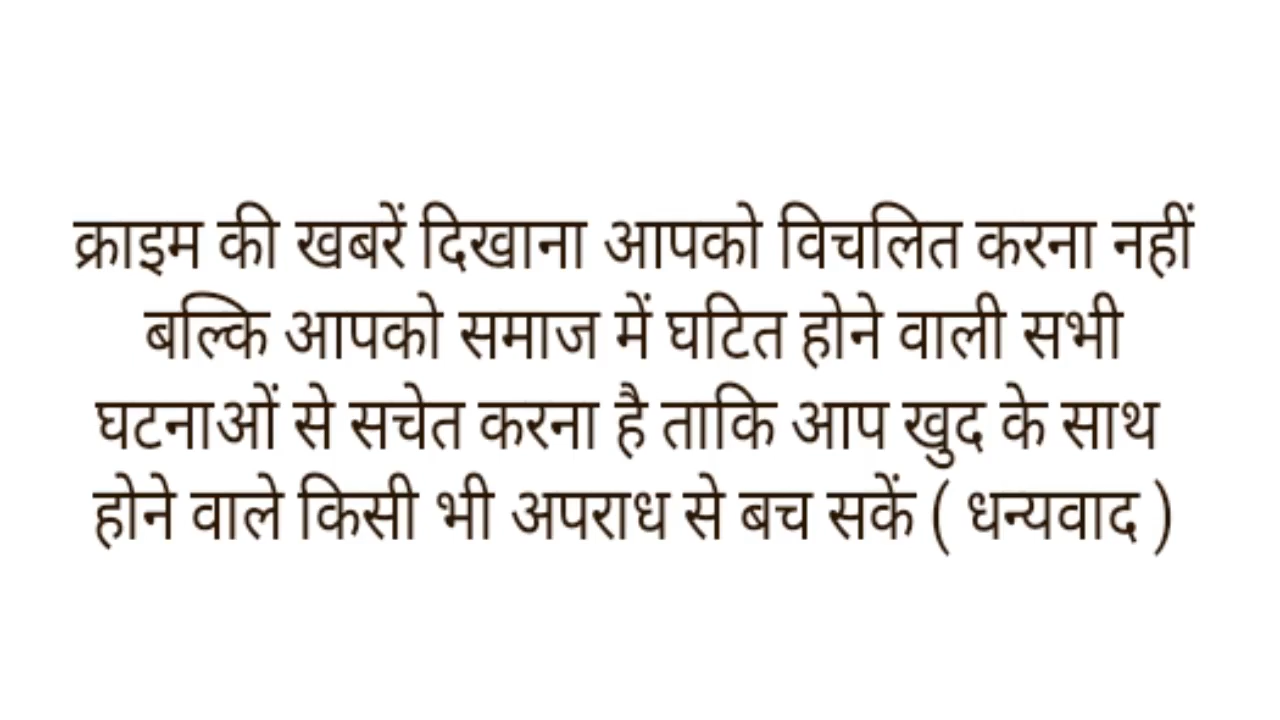 क्राइम की खबरें दिखाना आपको विचलित करना नहीं
बल्कि आपको समाज में घटित होने वाली सभी
घटनाओं से सचेत करना है ताकि आप खुद के साथ
होने वाले किसी भी अपराध से बच सकें ( धन्यवाद )